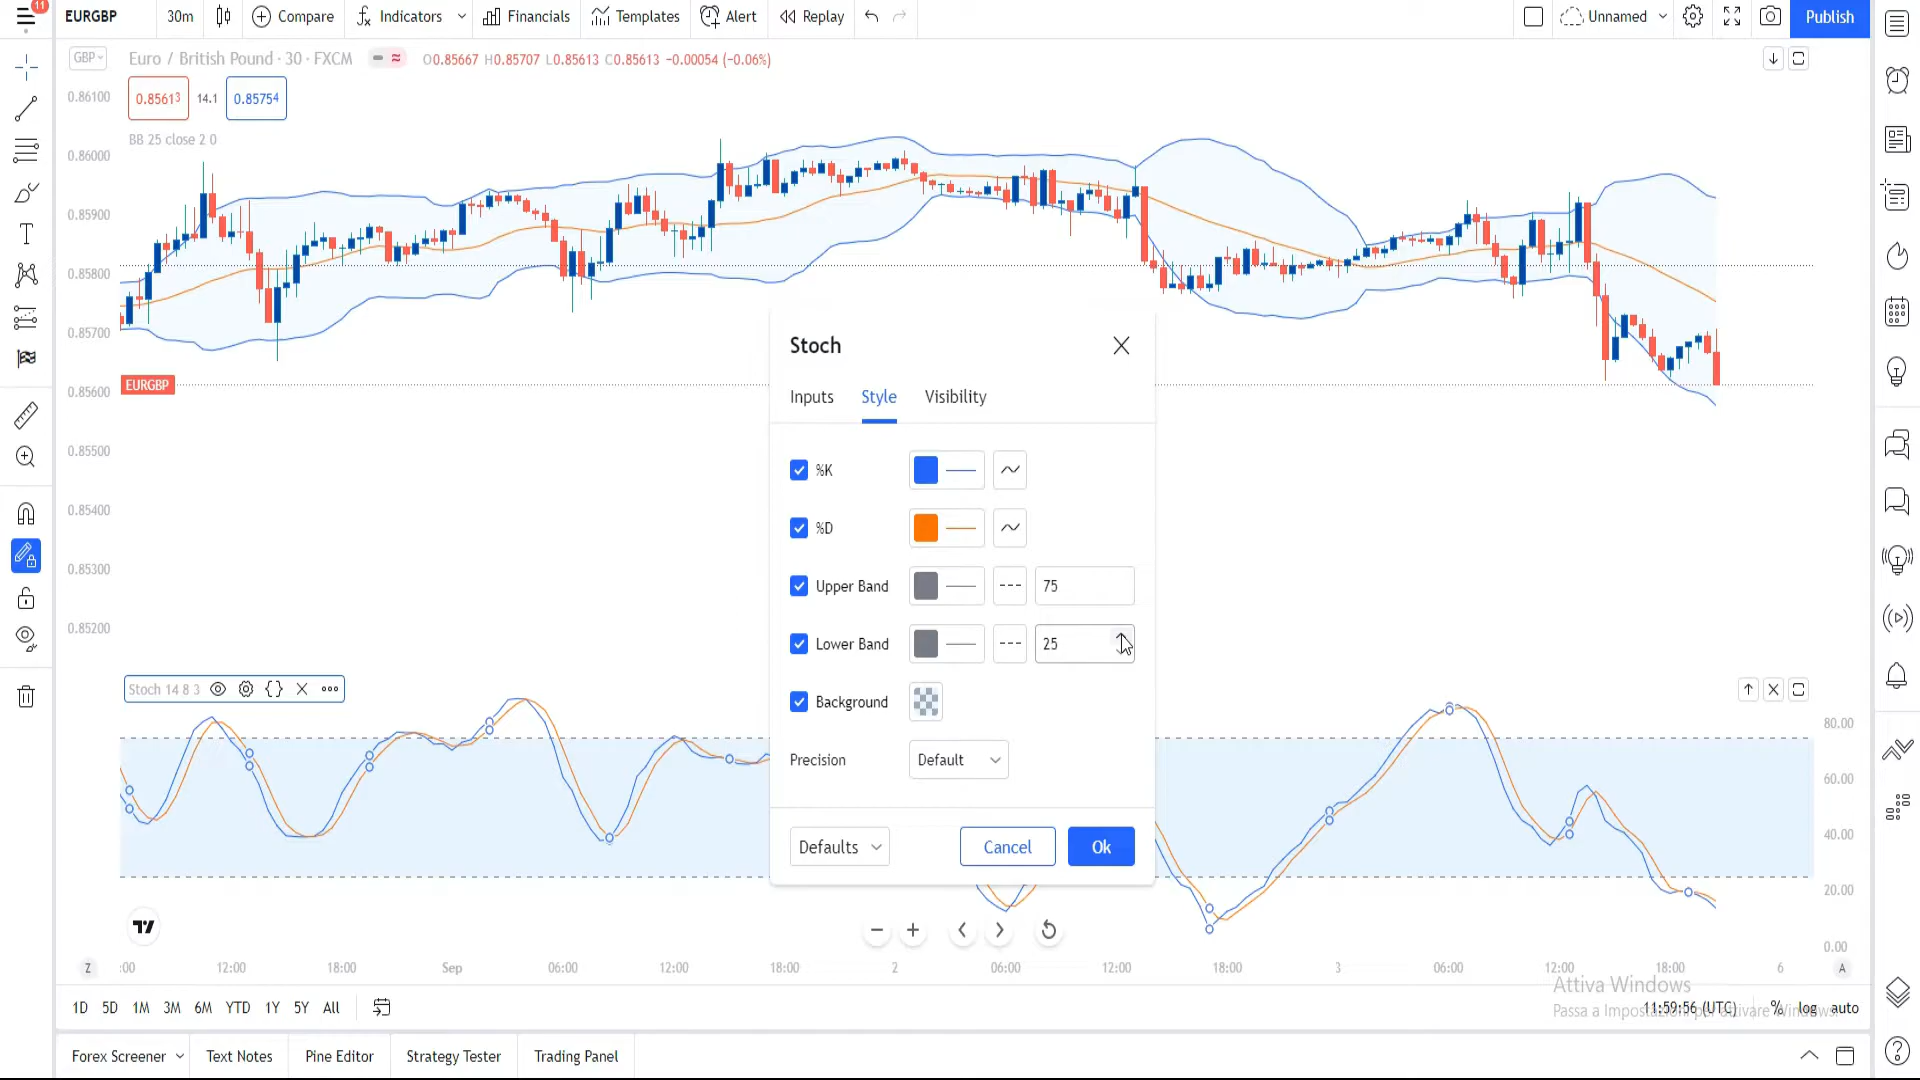 11
EURGBP
30m
Compare
Indicators
Financials
Templates
Alert
Replay
Unnamed
Publish
GBP
Euro / British Pound · 30 · FXCM
O0.85667 H0.85707 L0.85613 C0.85613 −0.00054 (−0.06%)
0.86100
0.85613
14.1
0.85754
BB 25 close 2 0
0.86000
0.85900
0.85800
0.85700
EURGBP
0.85600
0.85500
0.85400
0.85300
0.85200
Stoch
Inputs
Style
Visibility
%K
%D
Upper Band
75
Lower Band
25
Background
Precision
Default
Defaults
Cancel
Ok
Stoch 14 8 3
80.00
60.00
40.00
20.00
0.00
Z
:00
12:00
18:00
Sep
06:00
12:00
18:00
2
06:00
12:00
18:00
3
06:00
12:00
18:00
6
A
Attiva Windows
Passa a Impostazioni per attivare Windows.
1D
5D
1M
3M
6M
YTD
1Y
5Y
All
11:59:56 (UTC)
%
log
auto
Forex Screener
Text Notes
Pine Editor
Strategy Tester
Trading Panel